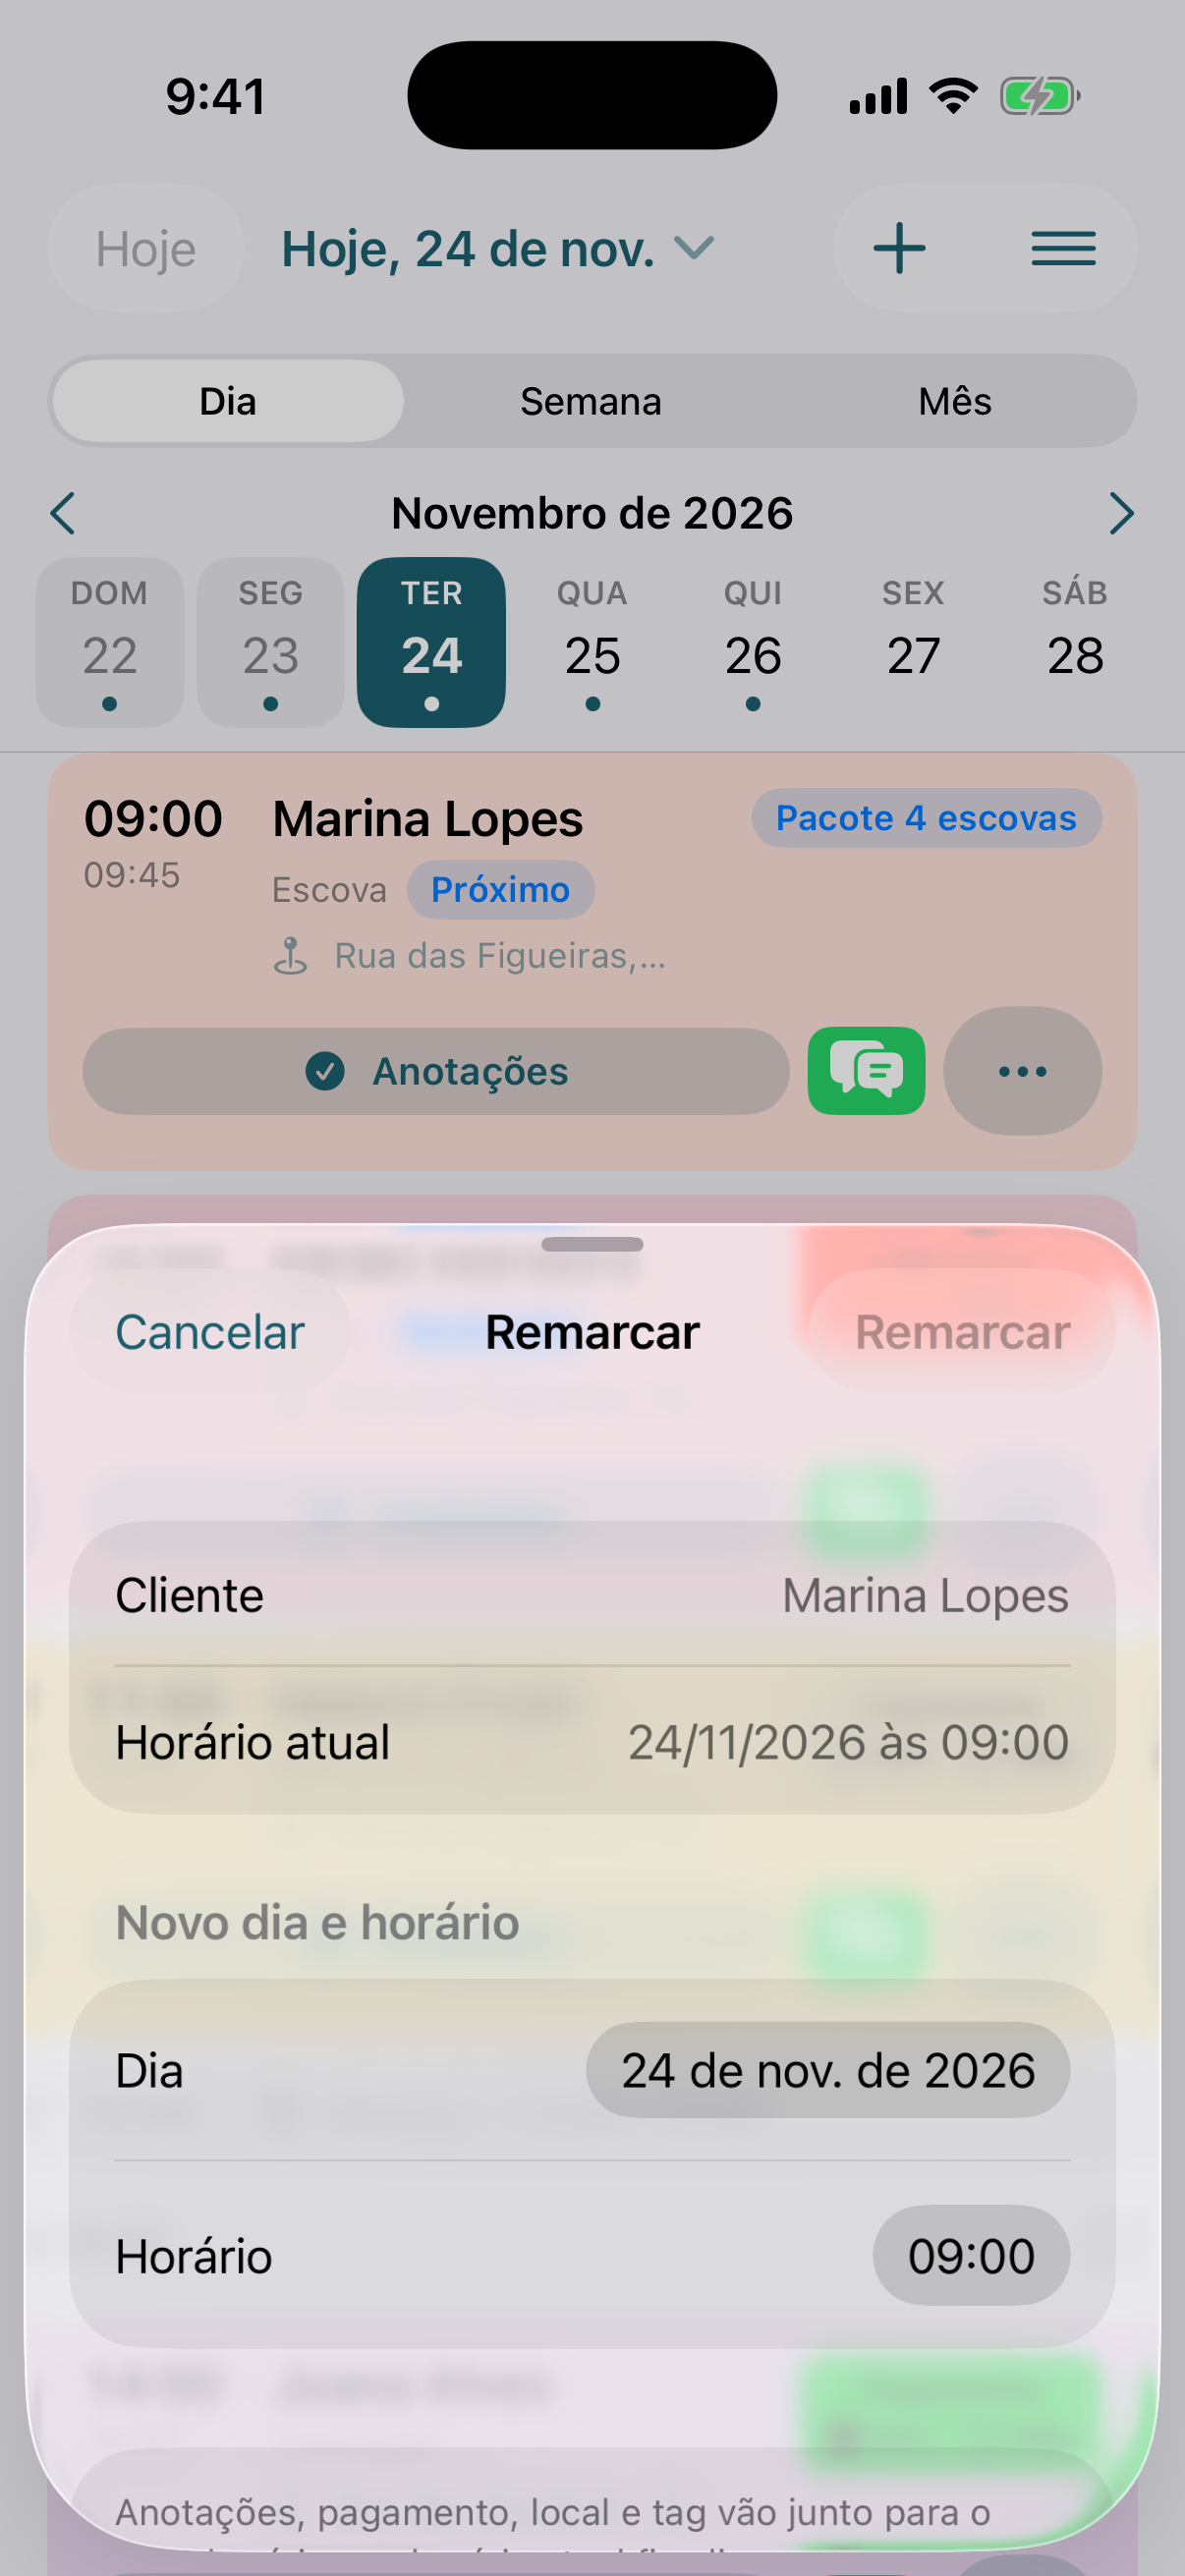 9:41
Hoje
Hoje, 24 de nov.
Dia
Semana
Mês
Novembro de 2026
DOM
SEG
TER
QUA
QUI
SEX
SÁB
22
23
24
25
26
27
28
09:00
Marina Lopes
Pacote 4 escovas
09:45
Escova
Próximo
Rua das Figueiras,...
Anotações
Cancelar
Remarcar
Remarcar
Cliente
Marina Lopes
Horário atual
24/11/2026 às 09:00
Novo dia e horário
Dia
24 de nov. de 2026
Horário
09:00
Anotações, pagamento, local e tag vão junto para o